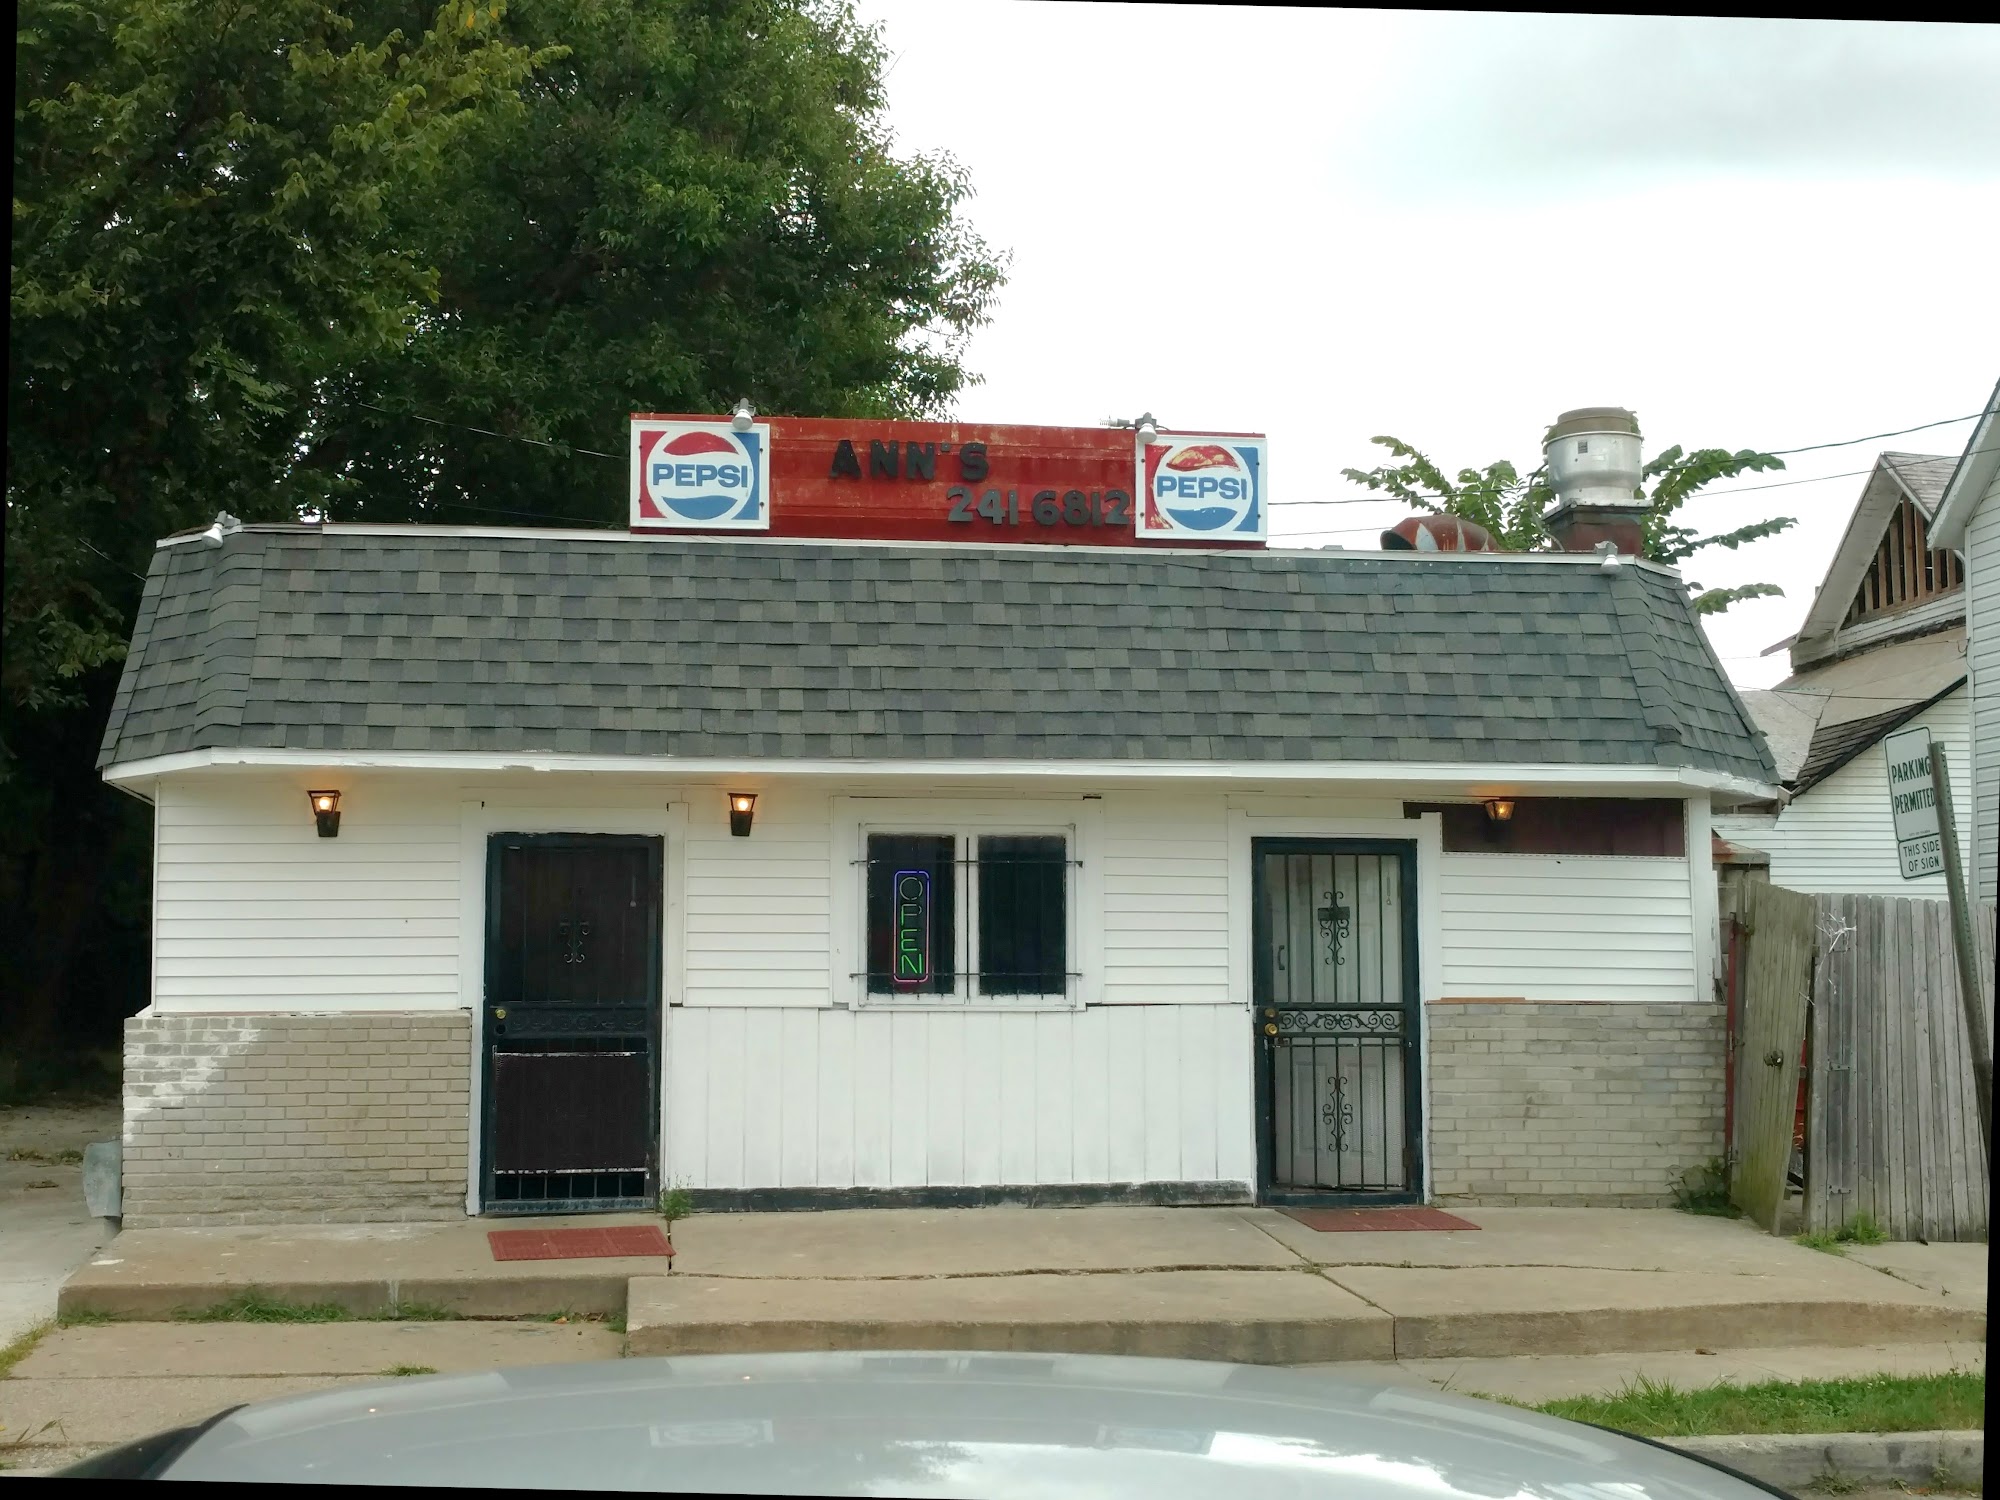 PEPSI
ANN'S
241 6812
PEPSI
OPEN
PARKING
PERMITTED
THIS SIDE
OF SIGN